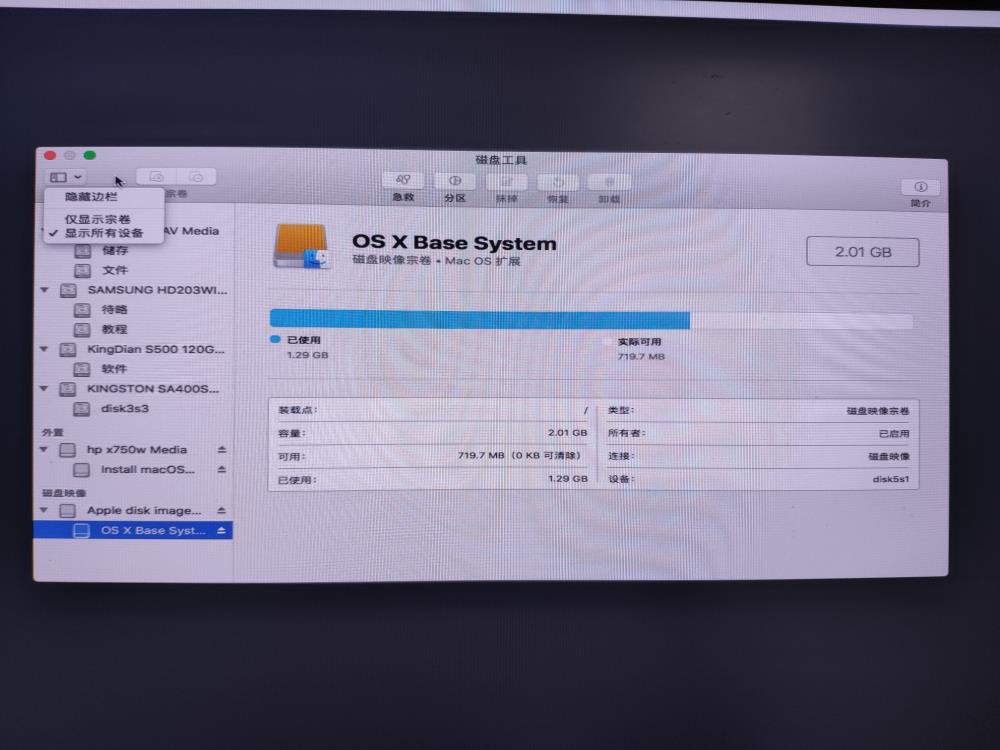 磁盘工具
宗卷
急救
分区
抹掉
恢复
卸载
简介
隐藏边栏
仅显示宗卷
✓ 显示所有设备
AV Media
储存
文件
SAMSUNG HD203WI...
待略
教程
KingDian S500 120G...
软件
KINGSTON SA400S...
disk3s3
外置
hp x750w Media
Install macOS...
磁盘映像
Apple disk image...
OS X Base Syst...
OS X Base System
磁盘映像宗卷 • Mac OS 扩展
2.01 GB
已使用
1.29 GB
实际可用
719.7 MB
装载点: /
容量: 2.01 GB
可用: 719.7 MB（0 KB 可清除）
已使用: 1.29 GB
类型: 磁盘映像宗卷
所有者: 已启用
连接: 磁盘映像
设备: disk5s1